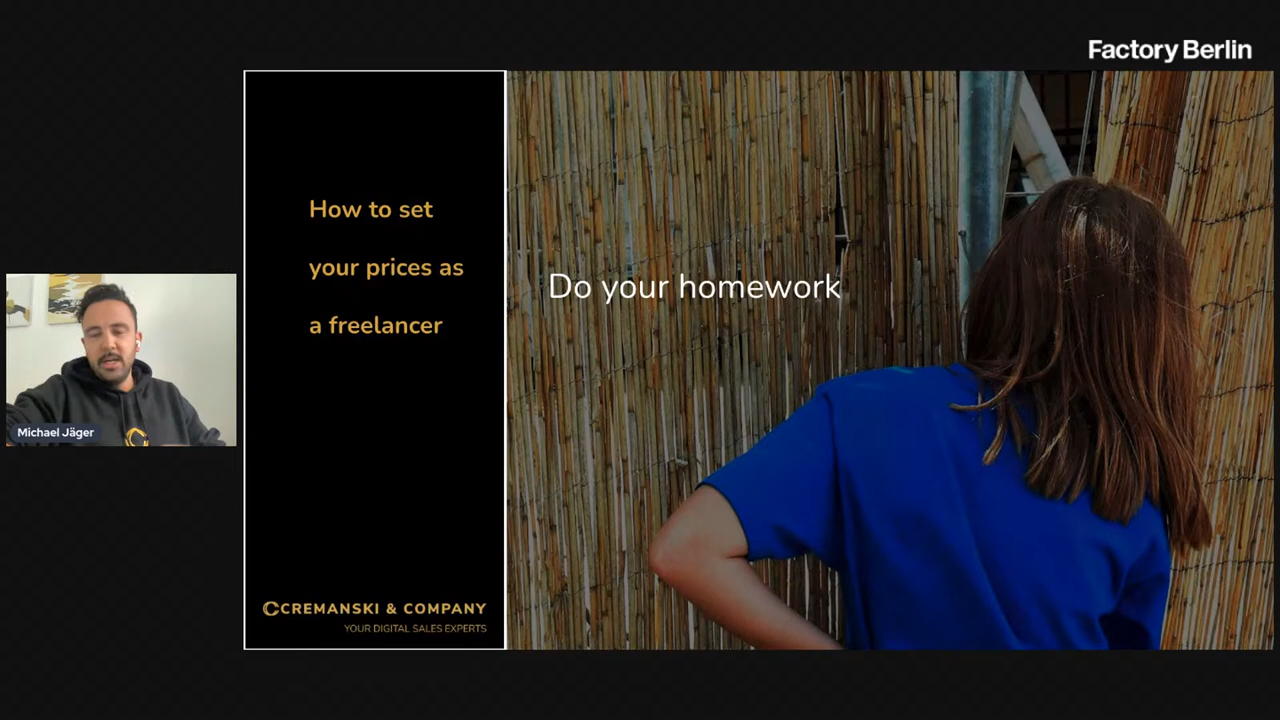 Factory Berlin
How to set
your prices as
a freelancer
Do your homework
Michael Jäger
CREMANSKI & COMPANY
YOUR DIGITAL SALES EXPERTS